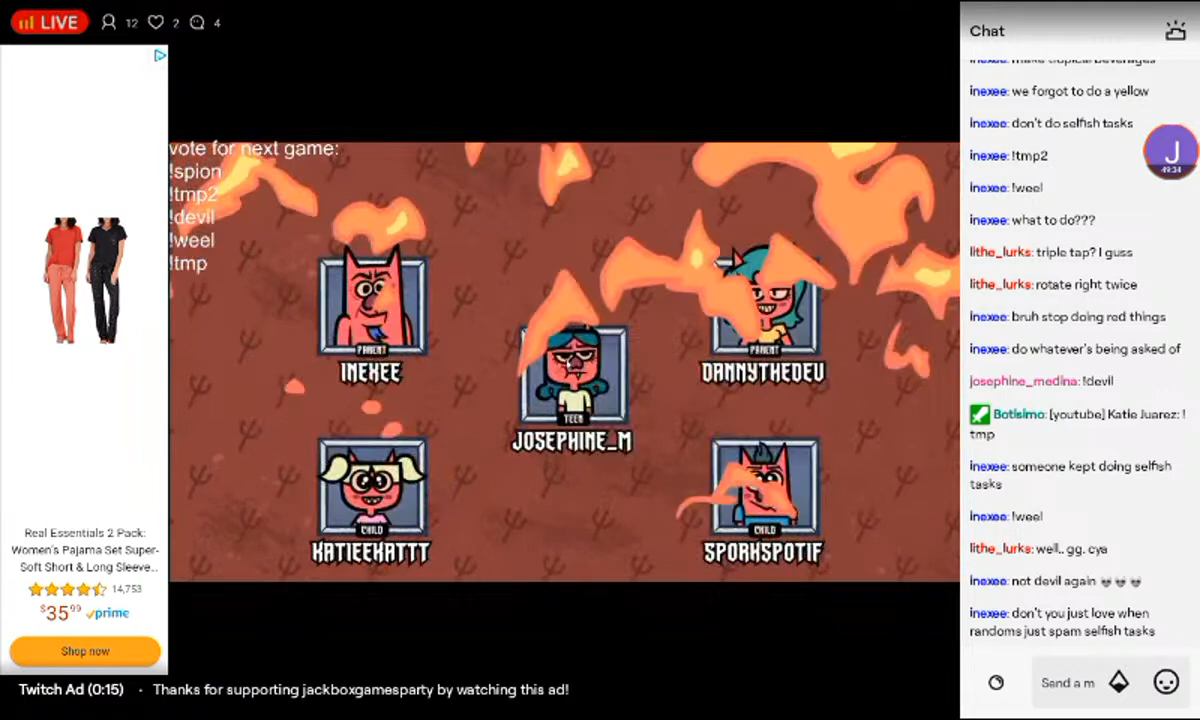 LIVE 12 2 4
vote for next game:
!spion
!tmp2
!devil
!weel
!tmp
PARENT
INEXEE
PARENT
DANNYTHEDEV
TEEN
JOSEPHINE_M
CHILD
KATIEEKATTT
CHILD
SPORKSPOTIF
Real Essentials 2 Pack:
Women's Pajama Set Super-
Soft Short & Long Sleeve...
14,753
$35 99 prime
Shop now
Twitch Ad (0:15) · Thanks for supporting jackboxgamesparty by watching this ad!
Chat
inexee: make tropical beverages
inexee: we forgot to do a yellow
inexee: don't do selfish tasks
inexee: !tmp2
J
49:34
inexee: !weel
inexee: what to do???
lithe_lurks: triple tap? I guss
lithe_lurks: rotate right twice
inexee: bruh stop doing red things
inexee: do whatever's being asked of
josephine_medina: !devil
Botisimo: [youtube] Katie Juarez: !
tmp
inexee: someone kept doing selfish
tasks
inexee: !weel
lithe_lurks: well.. gg. cya
inexee: not devil again
inexee: don't you just love when
randoms just spam selfish tasks
Send a m